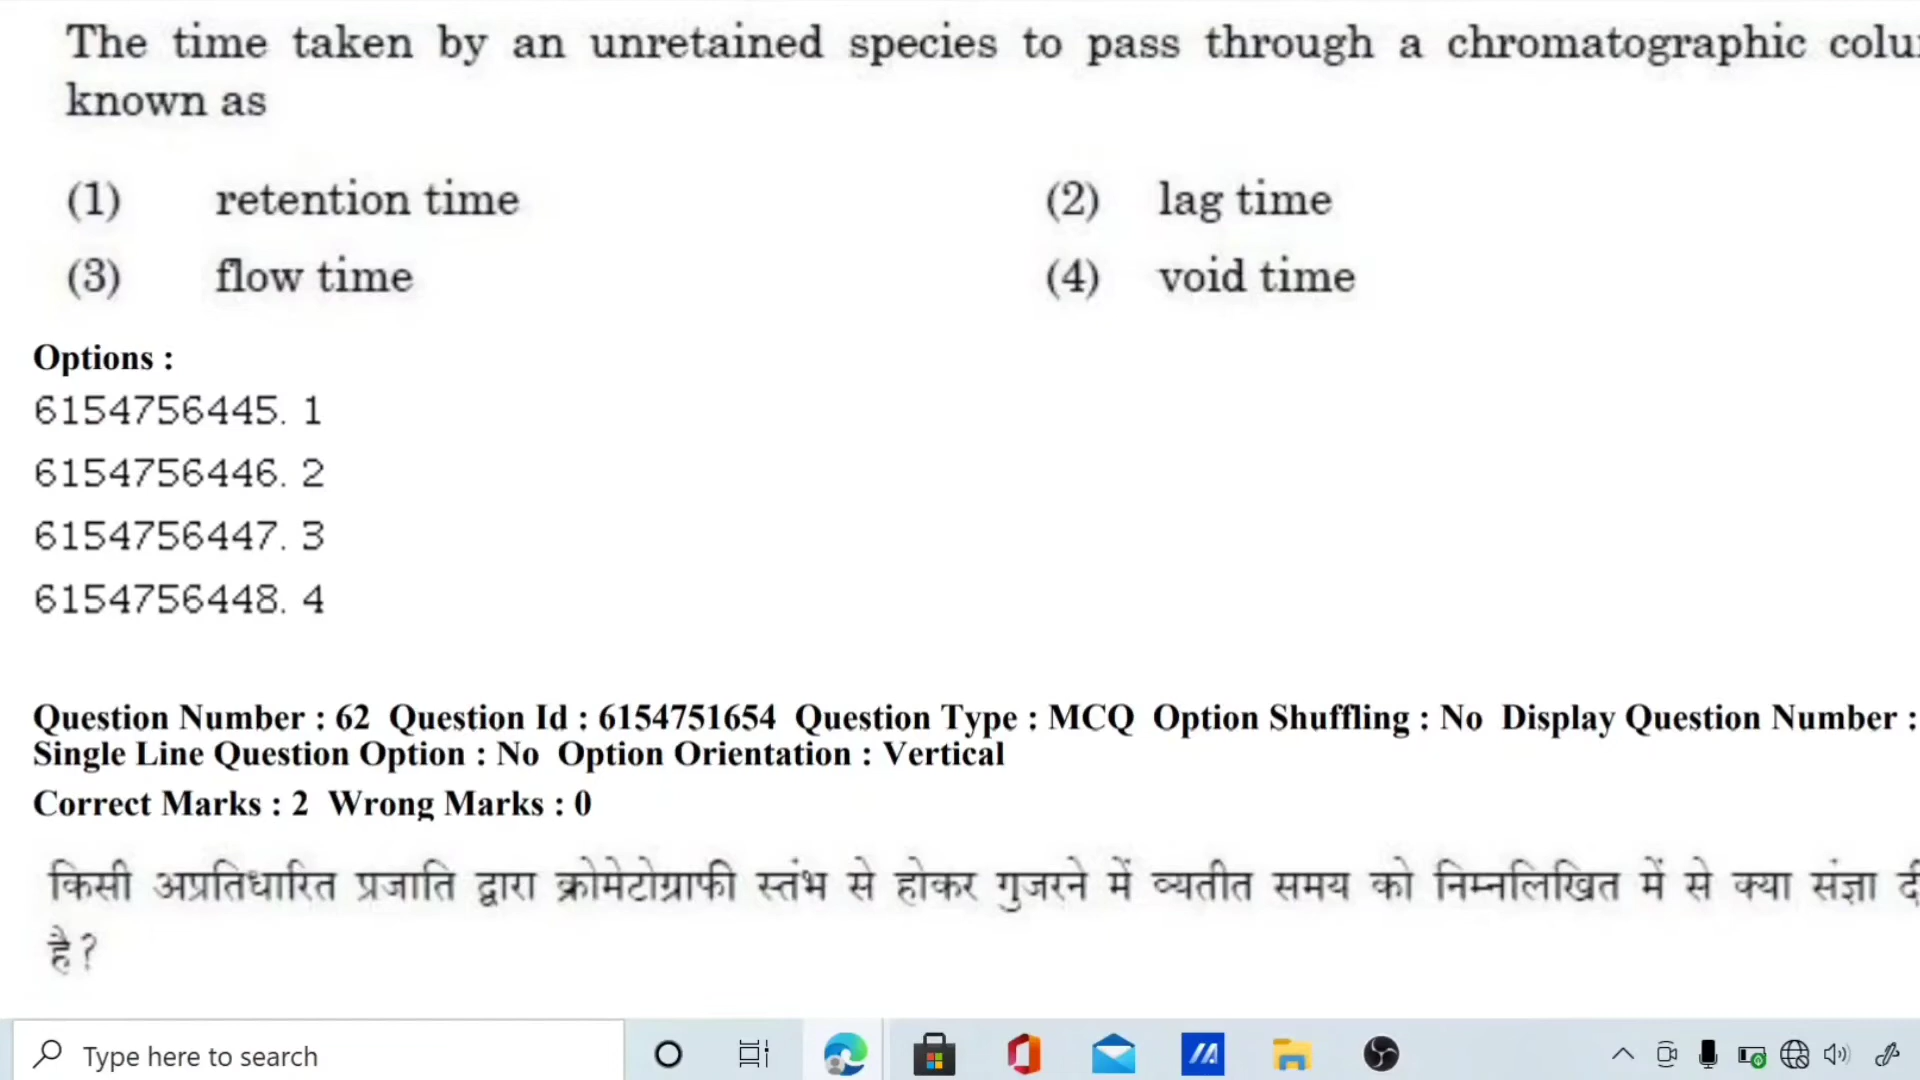 The time taken by an unretained species to pass through a chromatographic
known as
(1) retention time (2) lag time
(3) flow time (4) void time
Options :
6154756445. 1
6154756446. 2
6154756447. 3
6154756448. 4
Question Number : 62 Question Id : 6154751654 Question Type : MCQ Option Shuffling : No Display Question Number :
Single Line Question Option : No Option Orientation : Vertical
Correct Marks : 2 Wrong Marks : 0
किसी अप्रतिधारित प्रजाति द्वारा क्रोमेटोग्राफी स्तंभ से होकर गुजरने में व्यतीत समय को निम्नलिखित में से क्या संज्ञा
है?
Type here to search